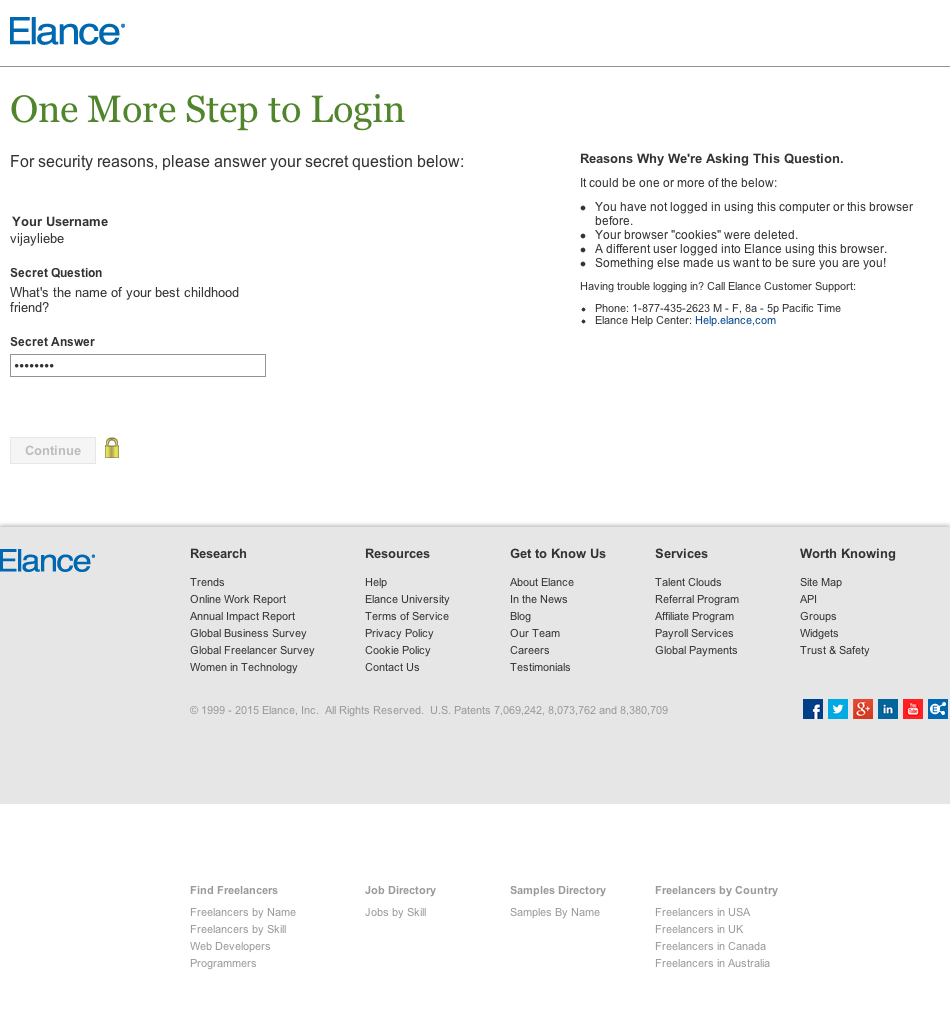 Elance
One More Step to Login
For security reasons, please answer your secret question below:
Your Username
vijayliebe
Secret Question
What's the name of your best childhood
friend?
Secret Answer
••••••••
Continue
Reasons Why We're Asking This Question.
It could be one or more of the below:
• You have not logged in using this computer or this browser
before.
• Your browser "cookies" were deleted.
• A different user logged into Elance using this browser.
• Something else made us want to be sure you are you!
Having trouble logging in? Call Elance Customer Support:
• Phone: 1-877-435-2623 M - F, 8a - 5p Pacific Time
• Elance Help Center: Help.elance,com
Elance
Research
Trends
Online Work Report
Annual Impact Report
Global Business Survey
Global Freelancer Survey
Women in Technology
Resources
Help
Elance University
Terms of Service
Privacy Policy
Cookie Policy
Contact Us
Get to Know Us
About Elance
In the News
Blog
Our Team
Careers
Testimonials
Services
Talent Clouds
Referral Program
Affiliate Program
Payroll Services
Global Payments
Worth Knowing
Site Map
API
Groups
Widgets
Trust & Safety
© 1999 - 2015 Elance, Inc.  All Rights Reserved.  U.S. Patents 7,069,242, 8,073,762 and 8,380,709
Find Freelancers
Freelancers by Name
Freelancers by Skill
Web Developers
Programmers
Job Directory
Jobs by Skill
Samples Directory
Samples By Name
Freelancers by Country
Freelancers in USA
Freelancers in UK
Freelancers in Canada
Freelancers in Australia